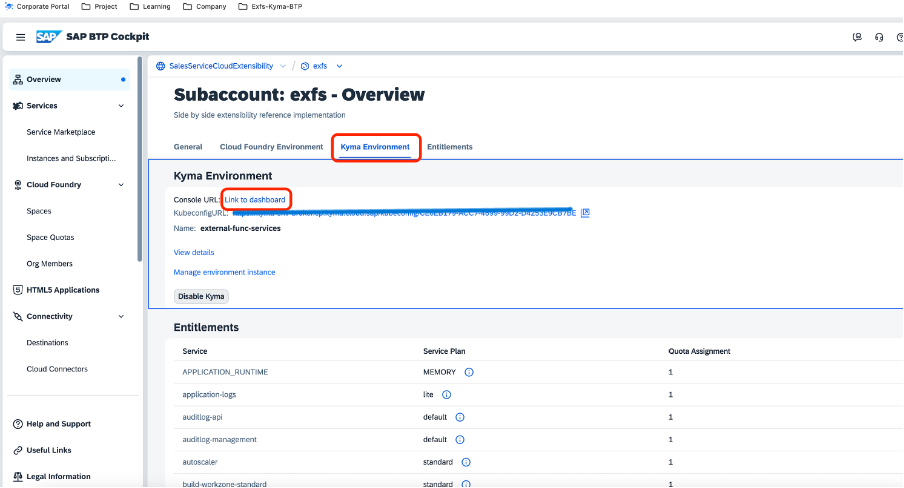 Corporate Portal Project Learning Company Exfs-Kyma-BTP
SAP SAP BTP Cockpit
SalesServiceCloudExtensibility / exfs
Subaccount: exfs - Overview
Side by side extensibility reference implementation
General Cloud Foundry Environment Kyma Environment Entitlements
Overview
Services
Service Marketplace
Instances and Subscripti...
Cloud Foundry
Spaces
Space Quotas
Org Members
HTML5 Applications
Connectivity
Destinations
Cloud Connectors
Help and Support
Useful Links
Legal Information
Kyma Environment
Console URL: Link to dashboard
KubeconfigURL:
Name: external-func-services
View details
Manage environment instance
Disable Kyma
Entitlements
Service Service Plan Quota Assignment
APPLICATION_RUNTIME MEMORY 1
application-logs lite 1
auditlog-api default 1
auditlog-management default 1
autoscaler standard 1
build-workzone-standard standard 1